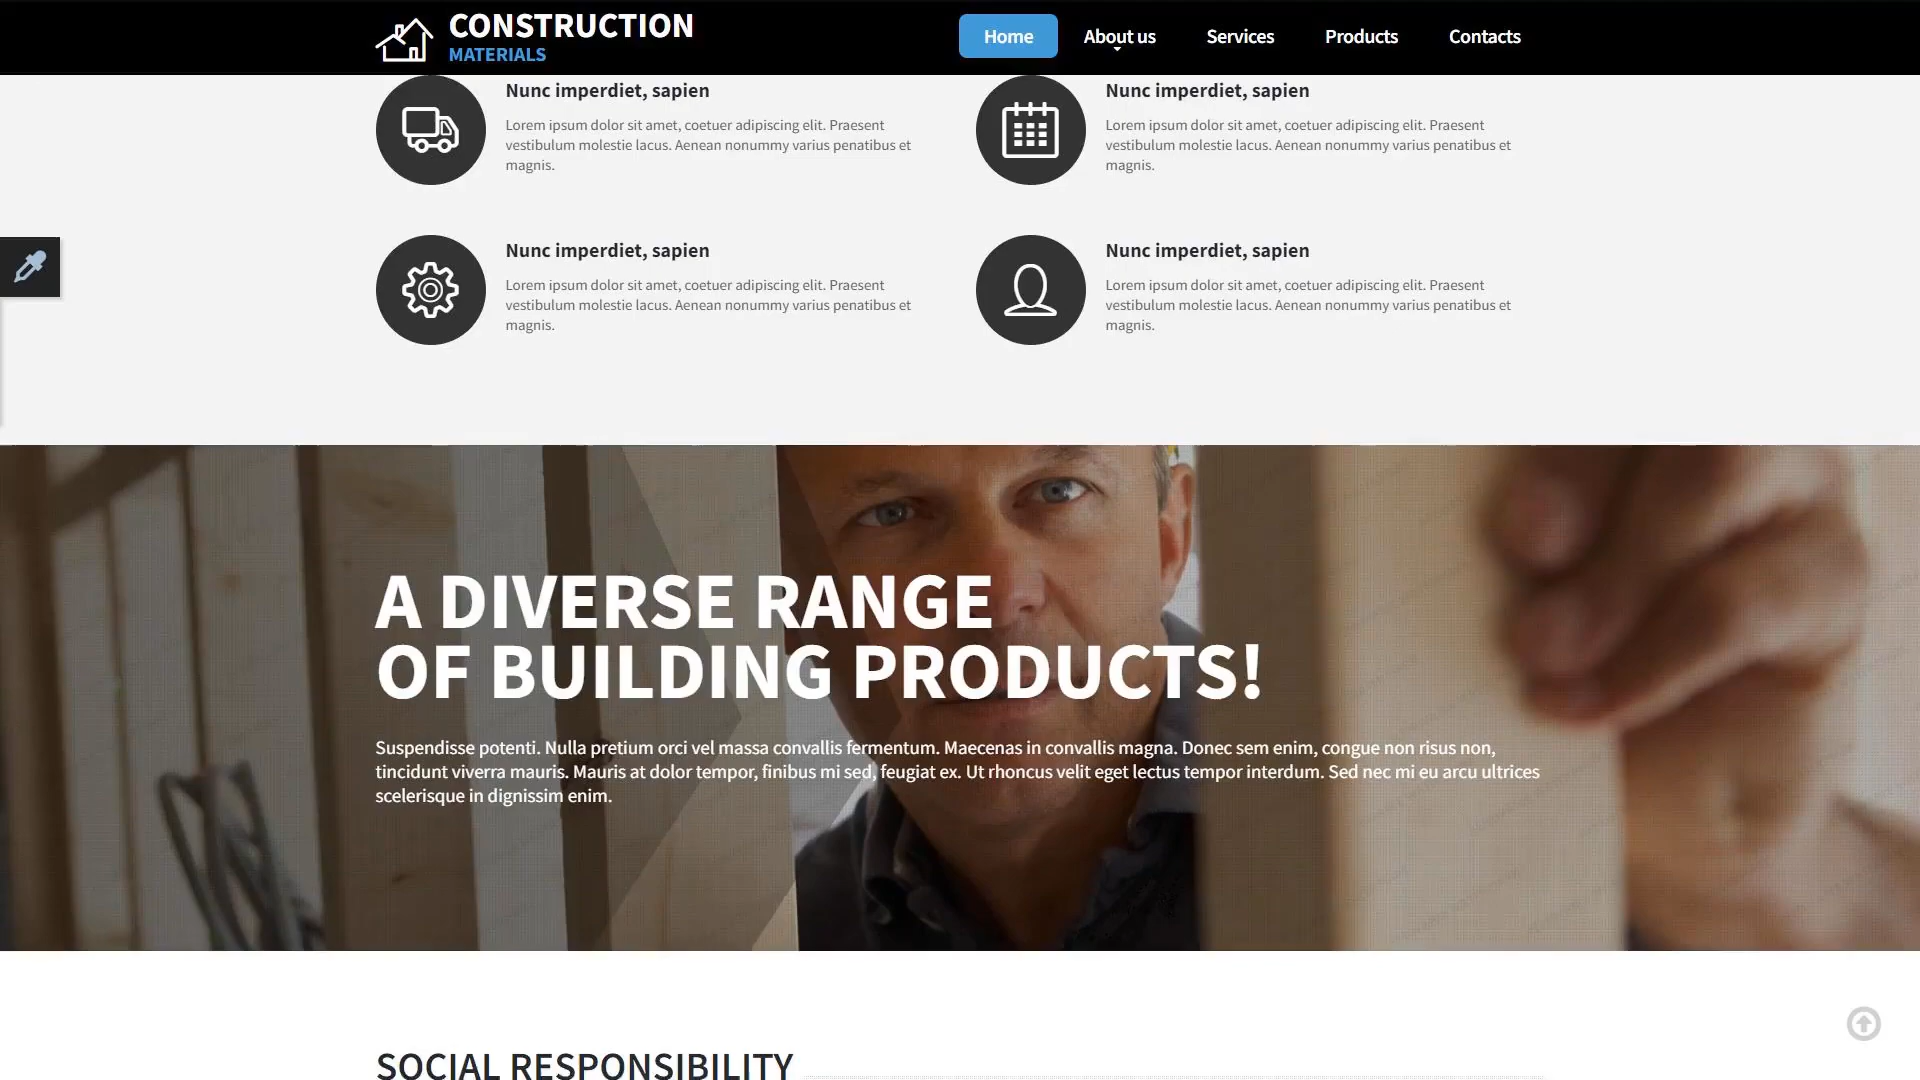 CONSTRUCTION
MATERIALS
Home
About us
Services
Products
Contacts
Nunc imperdiet, sapien
Lorem ipsum dolor sit amet, coetuer adipiscing elit. Praesent
vestibulum molestie lacus. Aenean nonummy varius penatibus et
magnis.
Nunc imperdiet, sapien
Lorem ipsum dolor sit amet, coetuer adipiscing elit. Praesent
vestibulum molestie lacus. Aenean nonummy varius penatibus et
magnis.
Nunc imperdiet, sapien
Lorem ipsum dolor sit amet, coetuer adipiscing elit. Praesent
vestibulum molestie lacus. Aenean nonummy varius penatibus et
magnis.
Nunc imperdiet, sapien
Lorem ipsum dolor sit amet, coetuer adipiscing elit. Praesent
vestibulum molestie lacus. Aenean nonummy varius penatibus et
magnis.
A DIVERSE RANGE
OF BUILDING PRODUCTS!
Suspendisse potenti. Nulla pretium orci vel massa convallis fermentum. Maecenas in convallis magna. Donec sem enim, congue non risus non,
tincidunt viverra mauris. Mauris at dolor tempor, finibus mi sed, feugiat ex. Ut rhoncus velit eget lectus tempor interdum. Sed nec mi eu arcu ultrices
scelerisque in dignissim enim.
SOCIAL RESPONSIBILITY